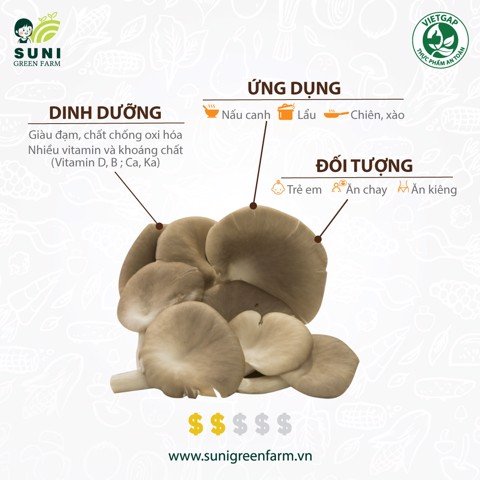 SUNI
GREEN FARM
VIETGAP
THỰC PHẨM AN TOÀN
DINH DƯỠNG
Giàu đạm, chất chống oxi hóa
Nhiều vitamin và khoáng chất
(Vitamin D, B ; Ca, Ka)
ỨNG DỤNG
Nấu canh Lẩu Chiên, xào
ĐỐI TƯỢNG
Trẻ em Ăn chay Ăn kiêng
$ $ $ $ $
www.sunigreenfarm.vn